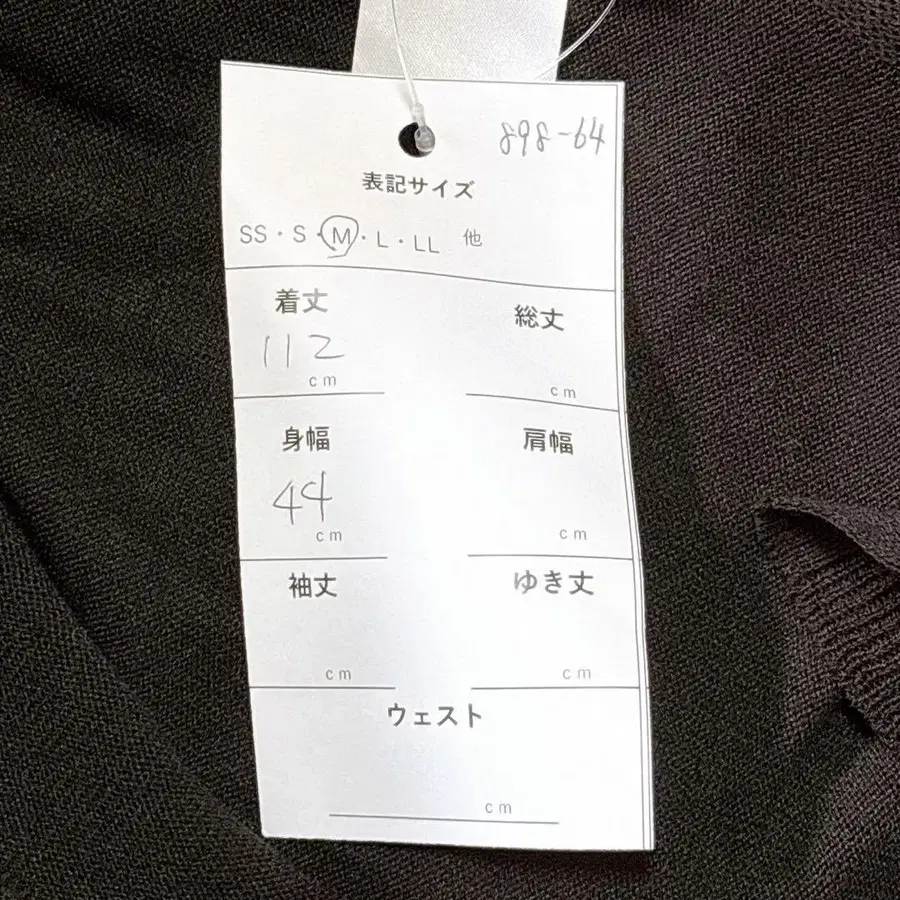 898-64
表記サイズ
SS・S・M・L・LL 他
着丈 総丈
112
cm cm
身幅 肩幅
44
cm cm
袖丈 ゆき丈
cm cm
ウェスト
cm